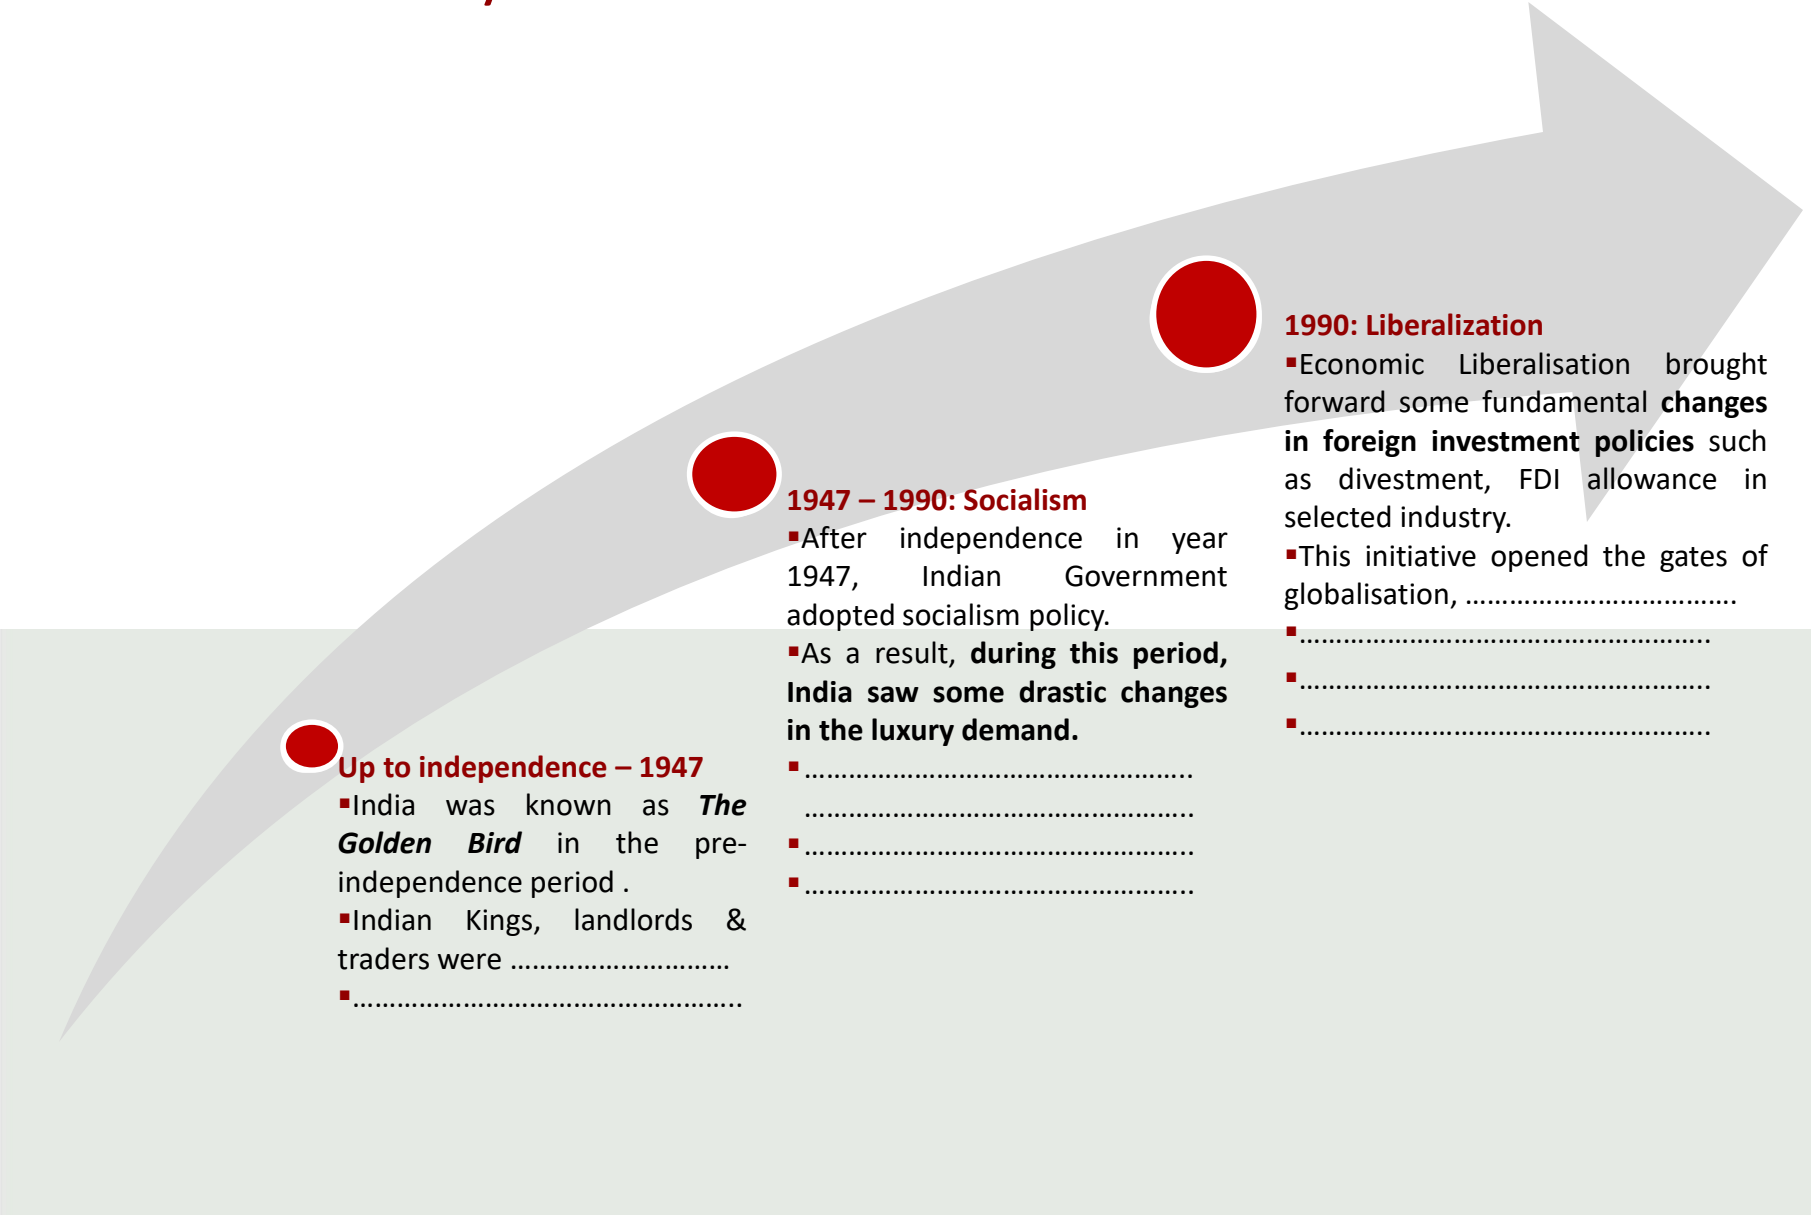 Up to independence – 1947
▪India was known as The
Golden Bird in the pre-
independence period .
▪Indian Kings, landlords &
traders were …………………………
▪……………………………………………..
1947 – 1990: Socialism
▪After independence in year
1947, Indian Government
adopted socialism policy.
▪As a result, during this period,
India saw some drastic changes
in the luxury demand.
▪……………………………………………..
……………………………………………..
▪……………………………………………..
▪……………………………………………..
1990: Liberalization
▪Economic Liberalisation brought
forward some fundamental changes
in foreign investment policies such
as divestment, FDI allowance in
selected industry.
▪This initiative opened the gates of
globalisation, ……………………………….
▪………………………………………………..
▪………………………………………………..
▪………………………………………………..